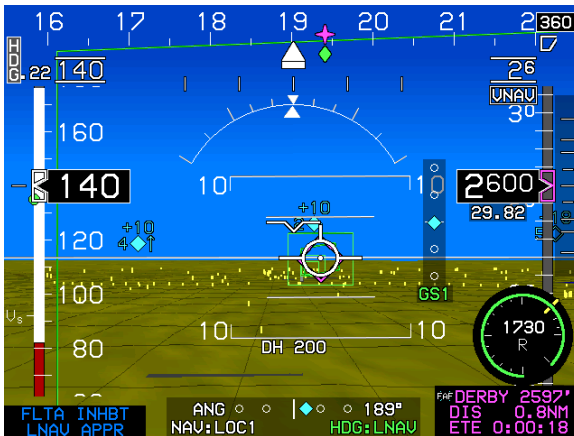 16 17 18 19 20 21 2 360
HDG
.22 140
26
VNAV
30
160
140 10 10 2600
29.82
+10 +10
4↑
120
100
GS1
Vs
10 10
80 DH 200
1730
R
FLTA INHBT
LNAV APPR
ANG 189°
NAV:LOC1 HDG:LNAV
FAF DERBY 2597'
DIS 0.8NM
ETE 0:00:18